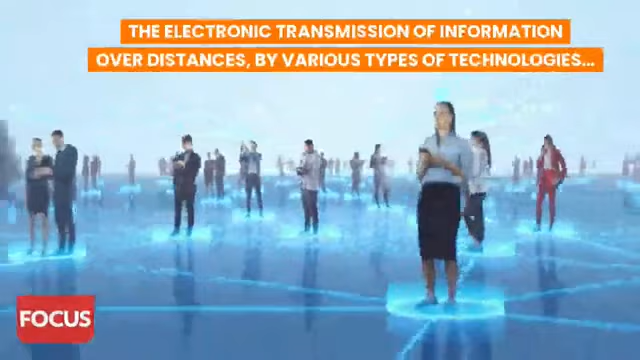 THE ELECTRONIC TRANSMISSION OF INFORMATION
OVER DISTANCES, BY VARIOUS TYPES OF TECHNOLOGIES...
FOCUS